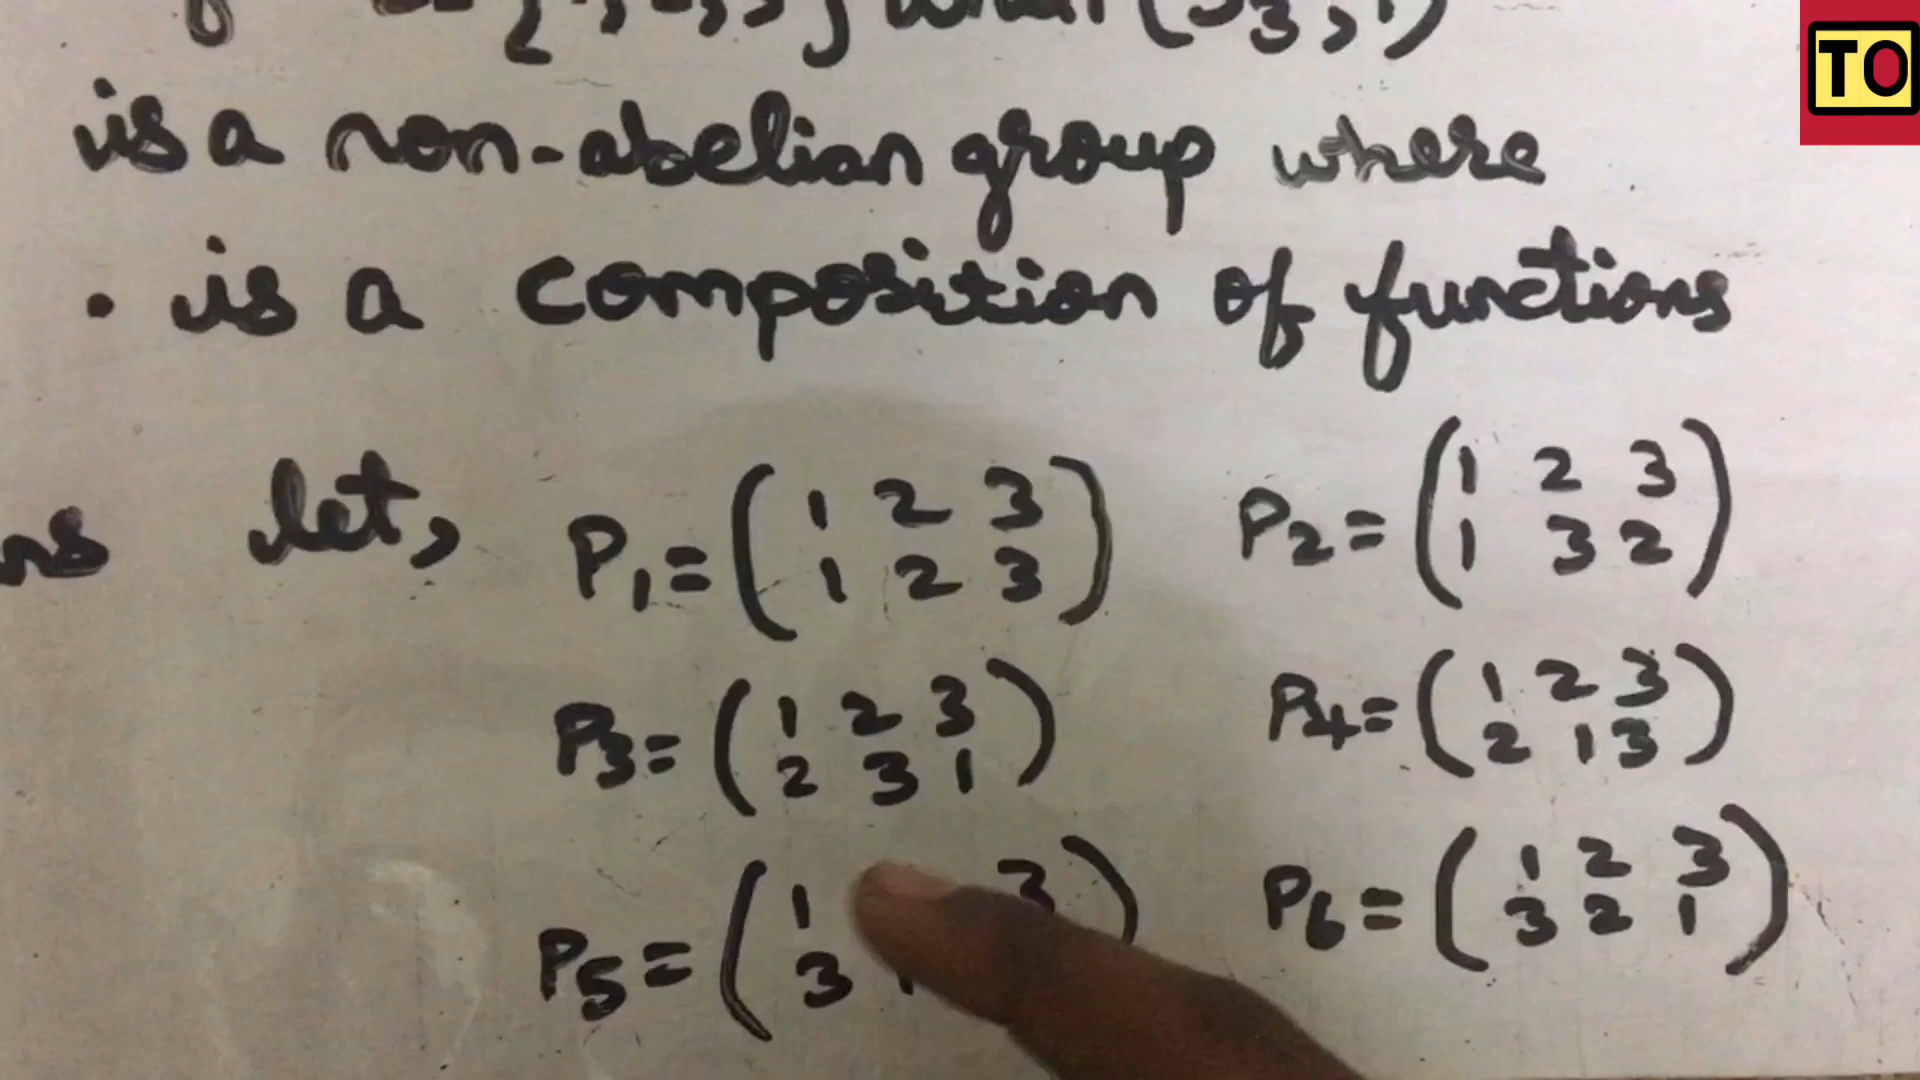 TO
is a non-abelian group where
. is a composition of functions
ns let, P₁ = (1 2 3 / 1 2 3) P₂ = (1 2 3 / 1 3 2)
P₃ = (1 2 3 / 2 3 1) P₄ = (1 2 3 / 2 1 3)
P₅ = (1 3 / 3 P₆ = (1 2 3 / 3 2 1)